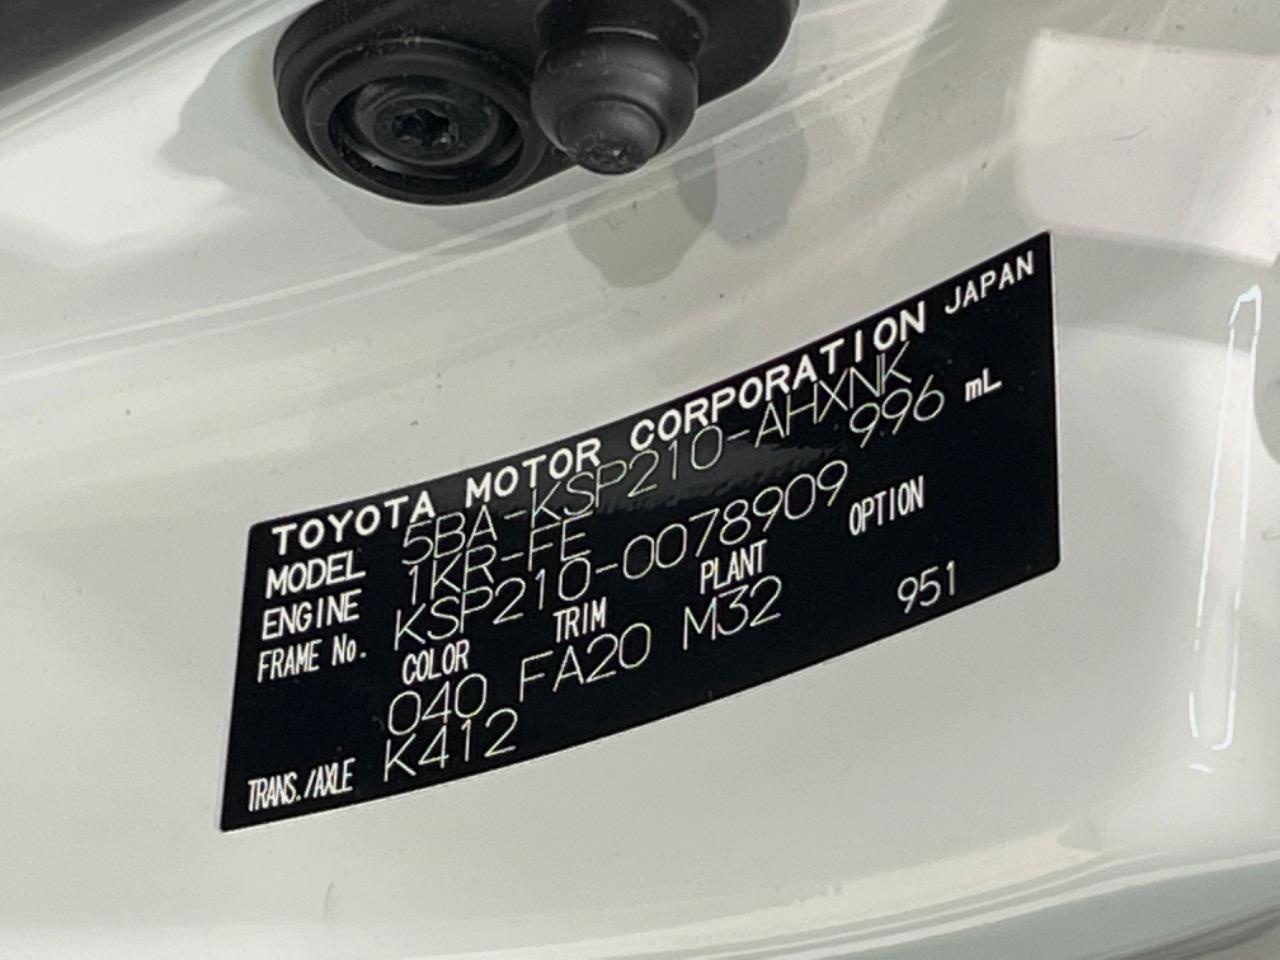 TOYOTA MOTOR CORPORATION JAPAN
MODEL 5BA-KSP210-AHXNK
ENGINE 1KR-FE 996 mL
FRAME No. KSP210-0078909
COLOR TRIM PLANT OPTION
040 FA20 M32 951
TRANS./AXLE K412